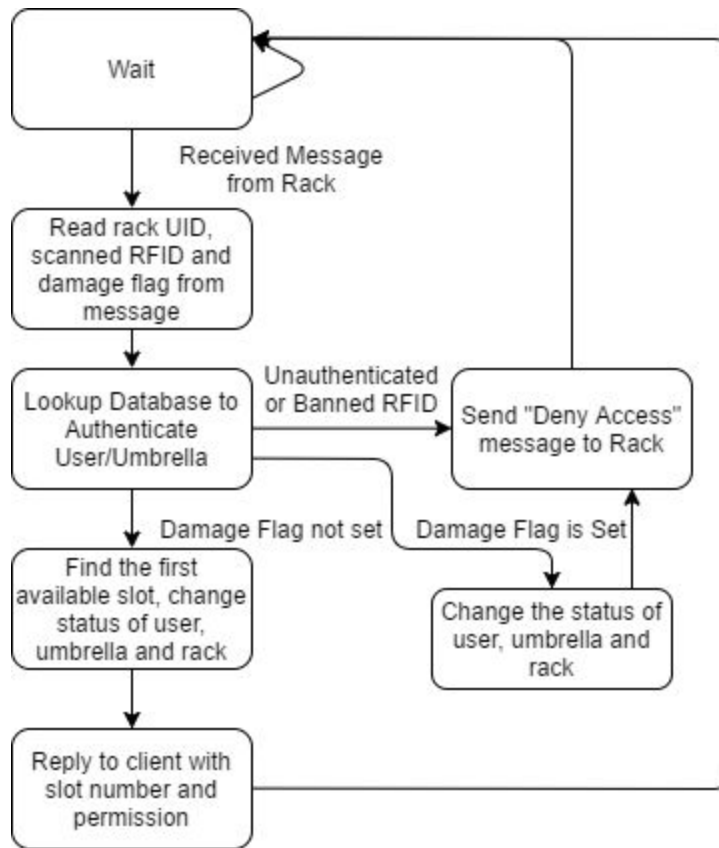 Wait
Received Message
from Rack
Read rack UID,
scanned RFID and
damage flag from
message
Lookup Database to
Authenticate
User/Umbrella
Unauthenticated
or Banned RFID
Send "Deny Access"
message to Rack
Damage Flag not set
Damage Flag is Set
Find the first
available slot, change
status of user,
umbrella and rack
Change the status of
user, umbrella and
rack
Reply to client with
slot number and
permission